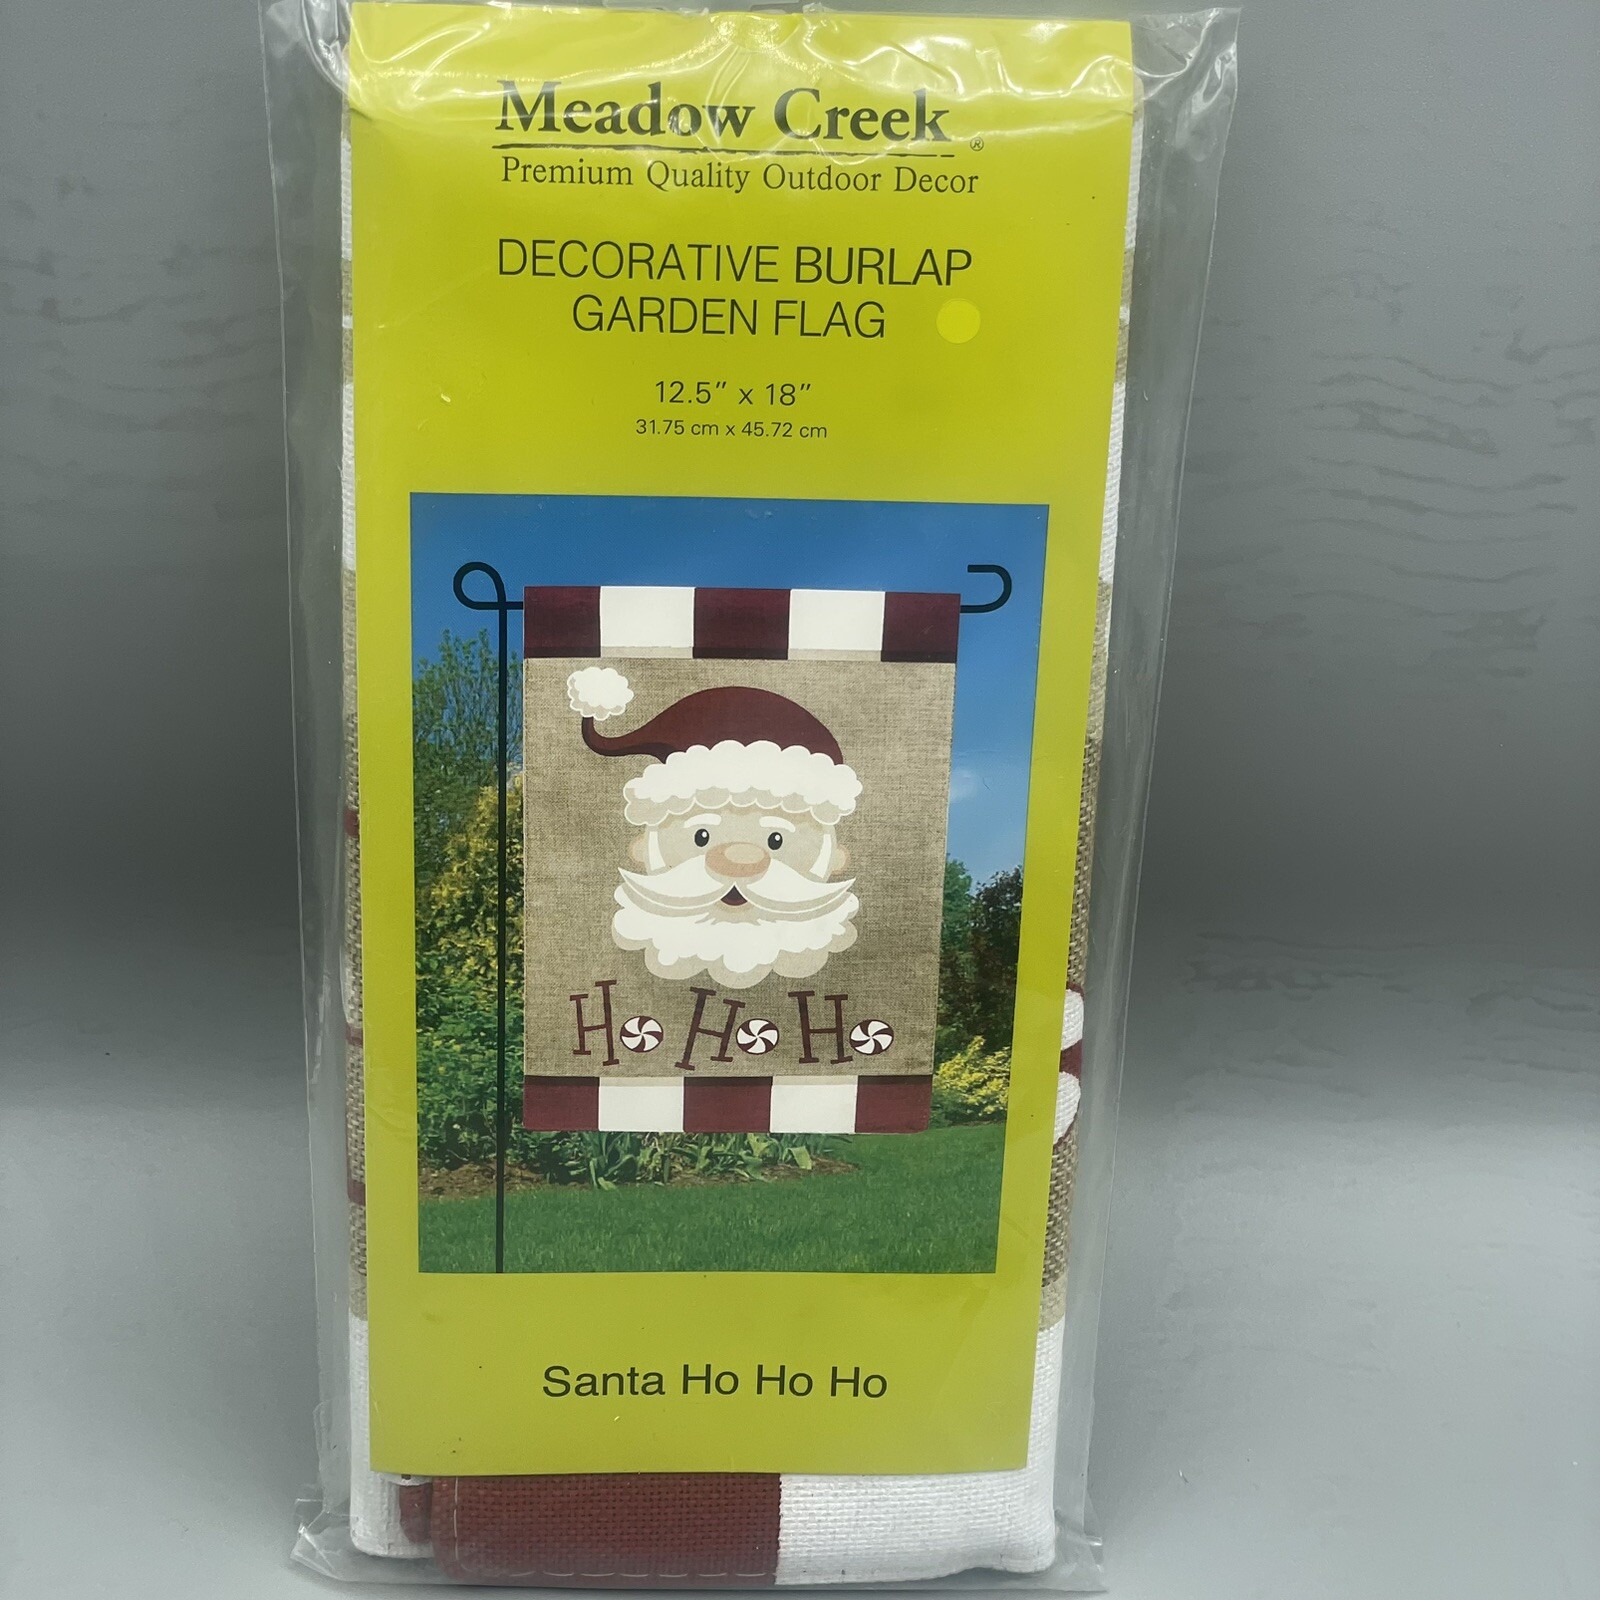 Meadow Creek ®
Premium Quality Outdoor Decor
DECORATIVE BURLAP
GARDEN FLAG
12.5” x 18”
31.75 cm x 45.72 cm
Ho Ho Ho
Santa Ho Ho Ho